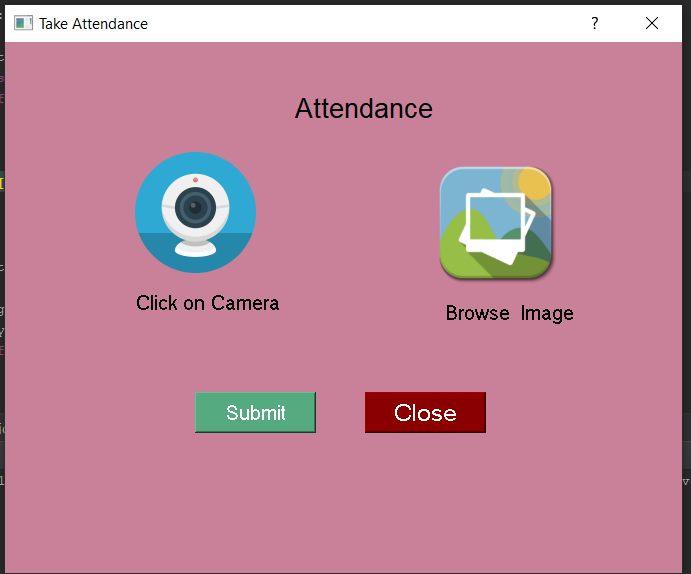 Take Attendance
?
Attendance
Click on Camera
Browse Image
Submit
Close